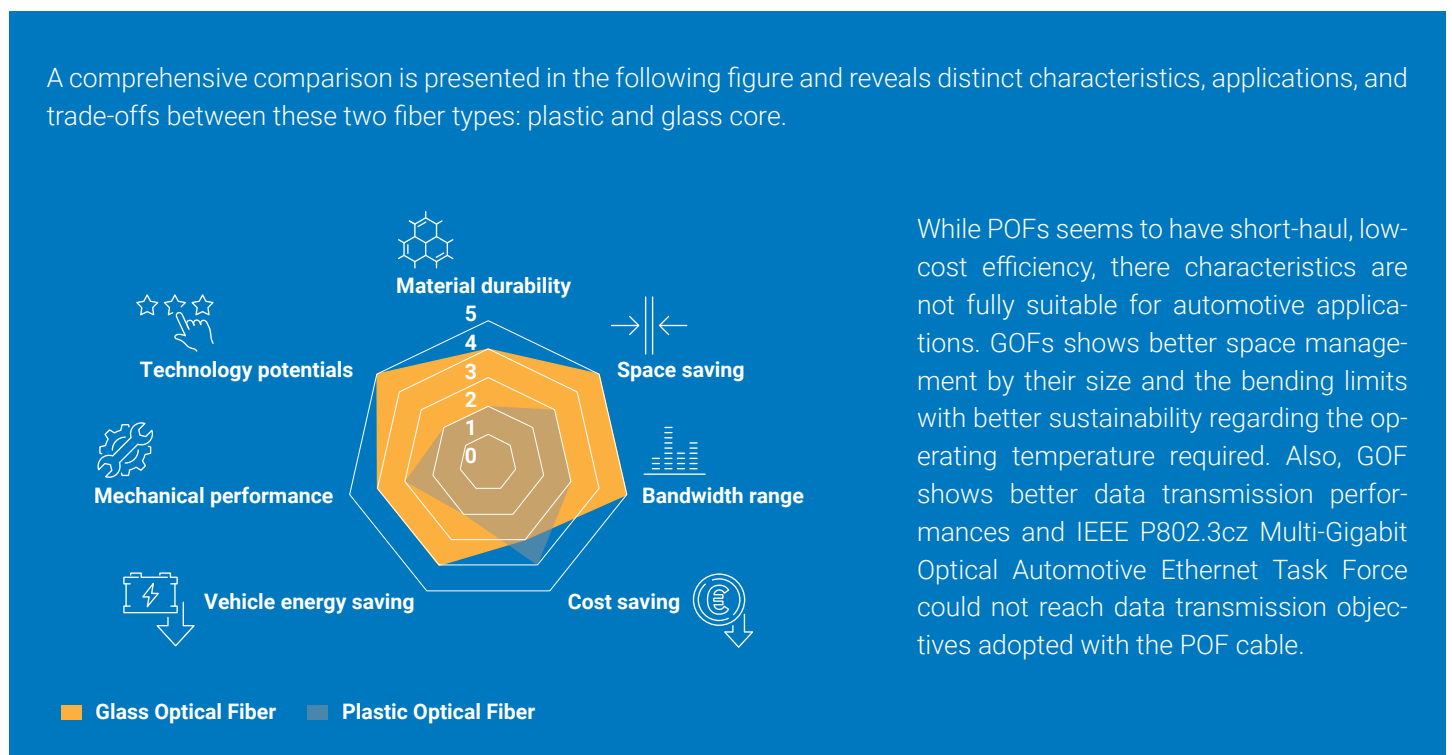 A comprehensive comparison is presented in the following figure and reveals distinct characteristics, applications, and
trade-offs between these two fiber types: plastic and glass core.
Material durability
5
4
3
2
1
0
Technology potentials
Space saving
Mechanical performance
Bandwidth range
Vehicle energy saving
Cost saving
Glass Optical Fiber
Plastic Optical Fiber
While POFs seems to have short-haul, low-
cost efficiency, there characteristics are
not fully suitable for automotive applica-
tions. GOFs shows better space manage-
ment by their size and the bending limits
with better sustainability regarding the op-
erating temperature required. Also, GOF
shows better data transmission perfor-
mances and IEEE P802.3cz Multi-Gigabit
Optical Automotive Ethernet Task Force
could not reach data transmission objec-
tives adopted with the POF cable.